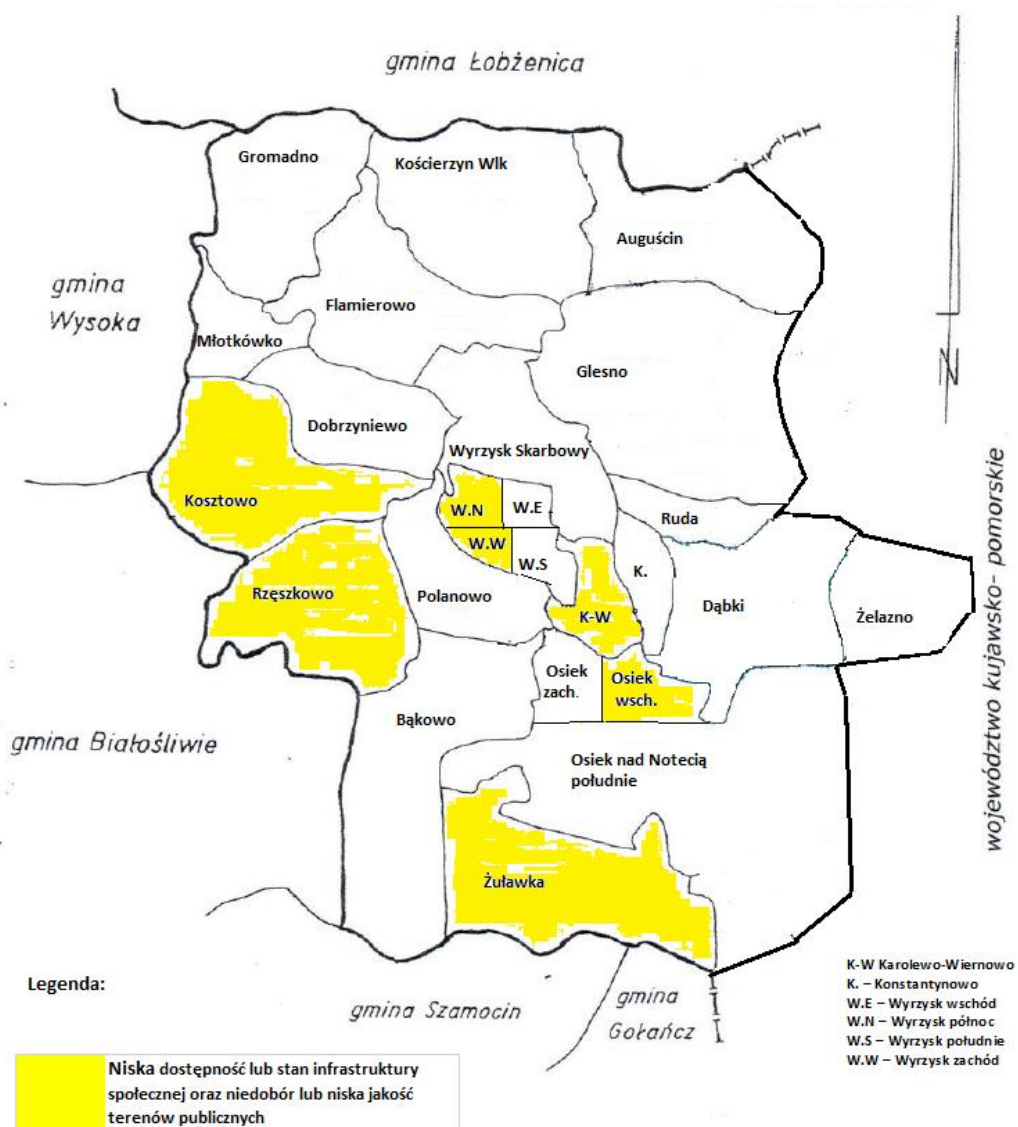 gmina Łobżenica
Gromadno
Kościerzyn Wlk
Auguścin
gmina
Wysoka
Flamierowo
Młotkówko
Glesno
N
Dobrzyniewo
Wyrzysk Skarbowy
Kosztowo
W.N
W.E
Ruda
W.W
W.S
K.
Rzęszkowo
Polanowo
K-W
Dąbki
Żelazno
województwo kujawsko- pomorskie
Osiek
zach.
Osiek
wsch.
Bąkowo
gmina Białośliwie
Osiek nad Notecią
południe
Żuławka
Legenda:
gmina Szamocin
gmina
Gołańcz
K-W Karolewo-Wiernowo
K. – Konstantynowo
W.E – Wyrzysk wschód
W.N – Wyrzysk północ
W.S – Wyrzysk południe
W.W – Wyrzysk zachód
Niska dostępność lub stan infrastruktury
społecznej oraz niedobór lub niska jakość
terenów publicznych